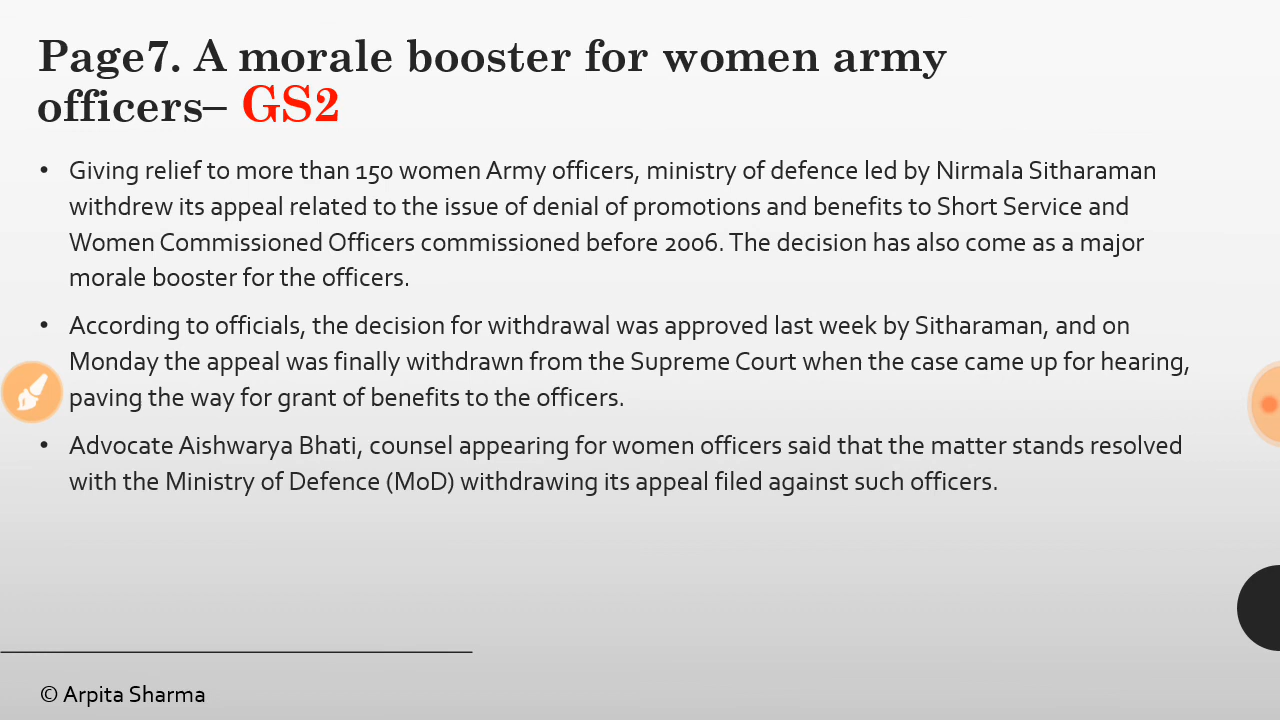 Page7. A morale booster for women army
officers– GS2
• Giving relief to more than 150 women Army officers, ministry of defence led by Nirmala Sitharaman
withdrew its appeal related to the issue of denial of promotions and benefits to Short Service and
Women Commissioned Officers commissioned before 2006. The decision has also come as a major
morale booster for the officers.
• According to officials, the decision for withdrawal was approved last week by Sitharaman, and on
Monday the appeal was finally withdrawn from the Supreme Court when the case came up for hearing,
paving the way for grant of benefits to the officers.
• Advocate Aishwarya Bhati, counsel appearing for women officers said that the matter stands resolved
with the Ministry of Defence (MoD) withdrawing its appeal filed against such officers.
© Arpita Sharma